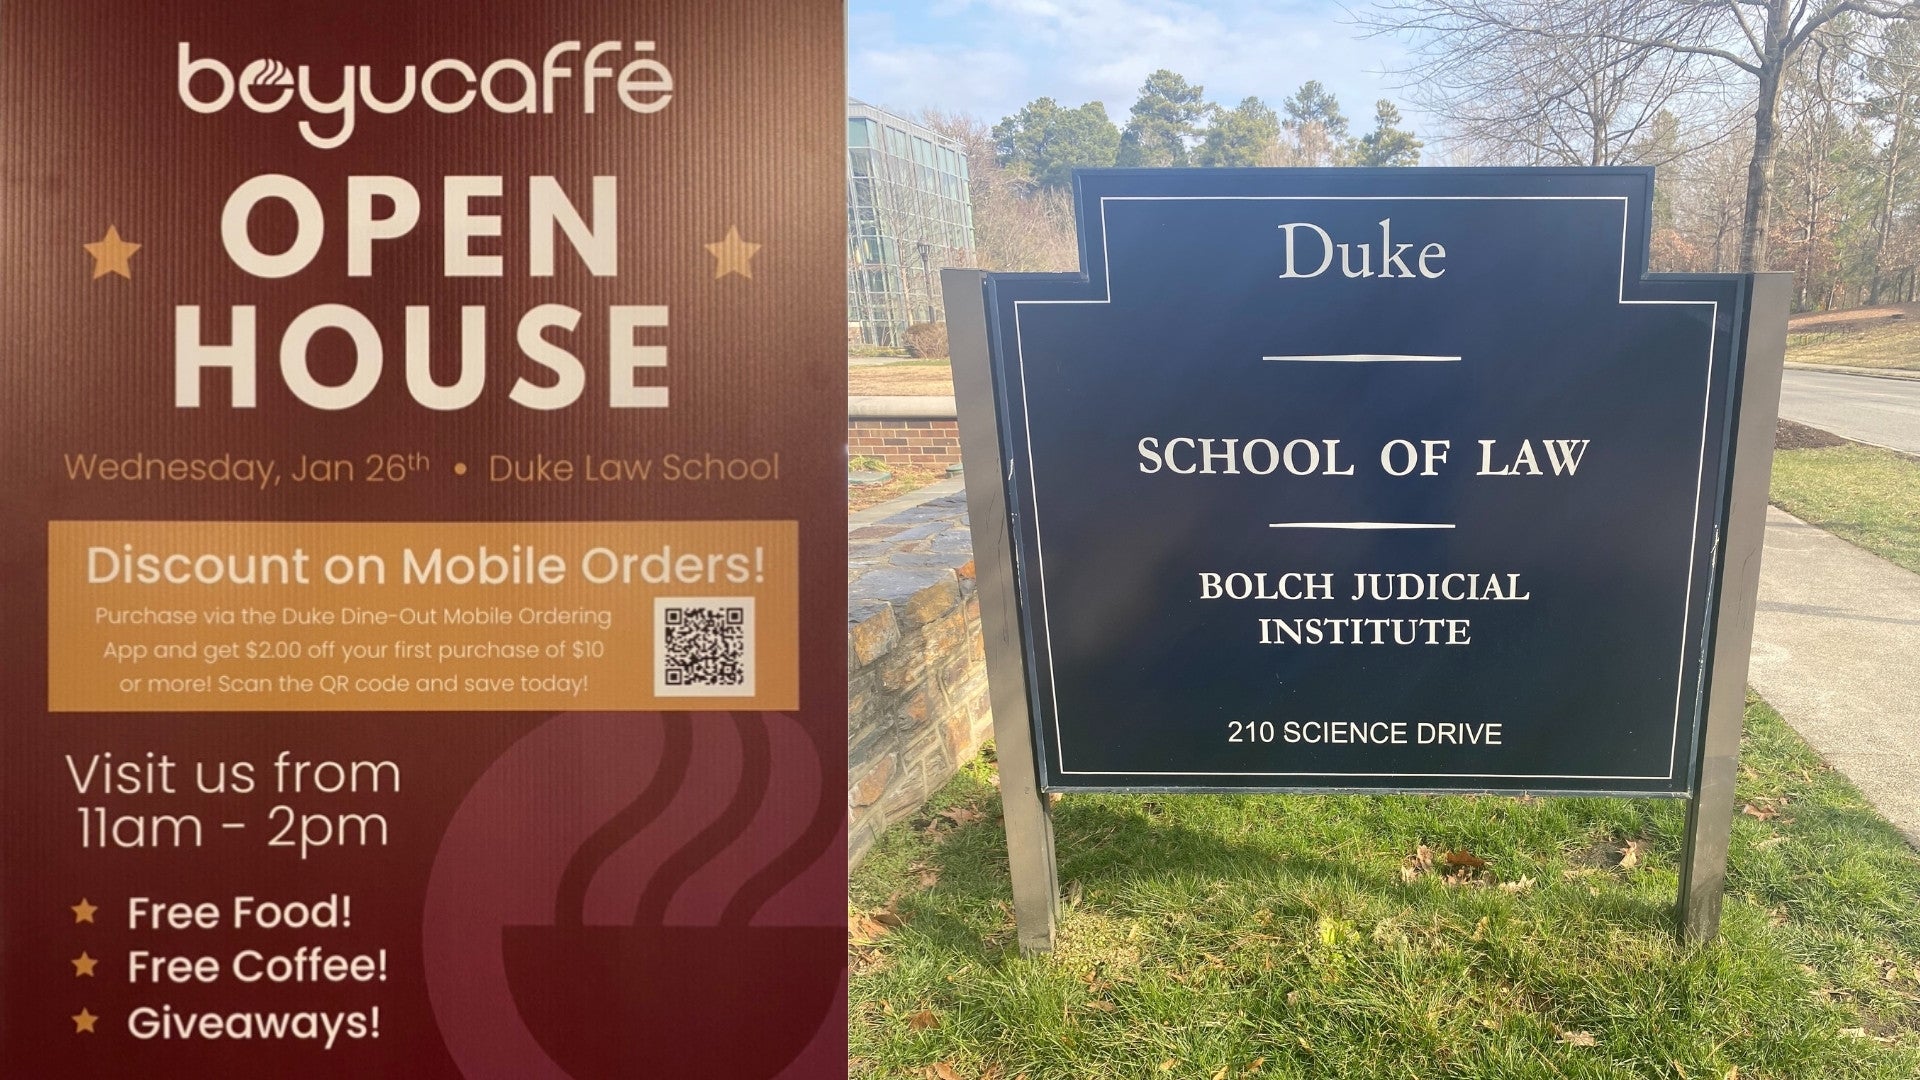 boyucaffē
OPEN
HOUSE
Wednesday, Jan 26th • Duke Law School
Discount on Mobile Orders!
Purchase via the Duke Dine-Out Mobile Ordering
App and get $2.00 off your first purchase of $10
or more! Scan the QR code and save today!
Visit us from
11am - 2pm
Free Food!
Free Coffee!
Giveaways!
Duke
SCHOOL OF LAW
BOLCH JUDICIAL
INSTITUTE
210 SCIENCE DRIVE